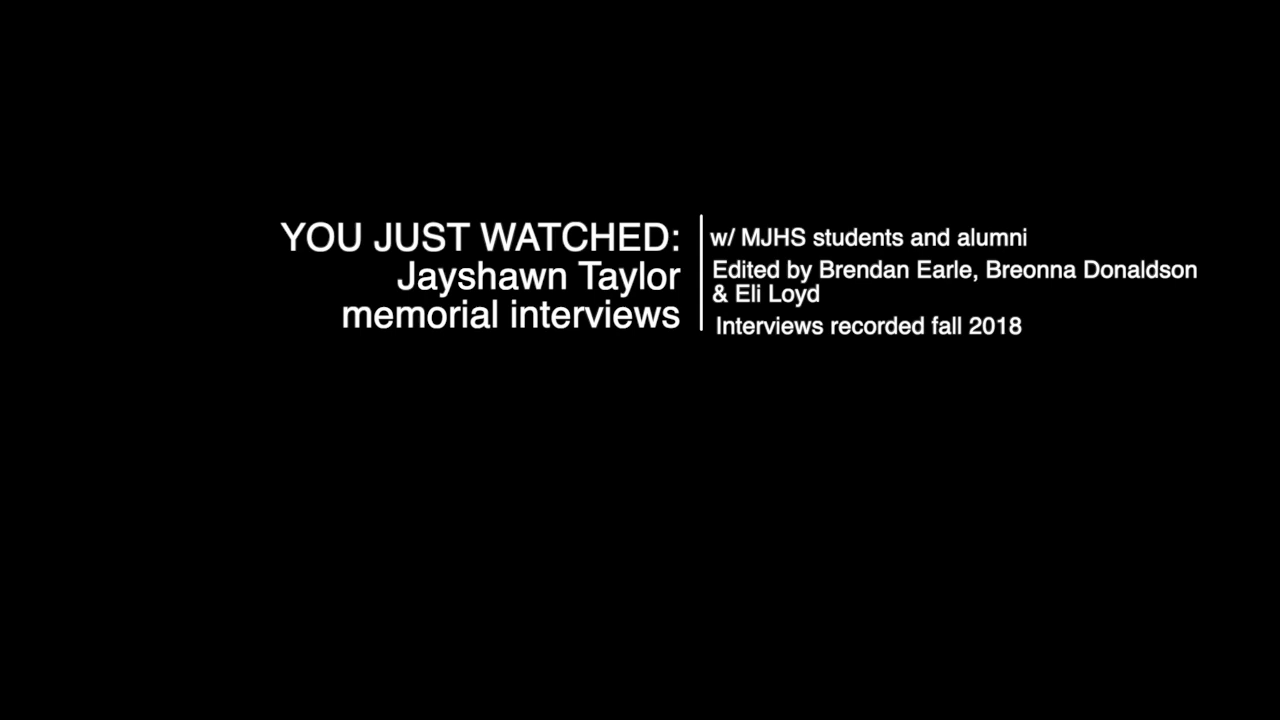 YOU JUST WATCHED:
Jayshawn Taylor
memorial interviews
w/ MJHS students and alumni
Edited by Brendan Earle, Breonna Donaldson
& Eli Loyd
Interviews recorded fall 2018